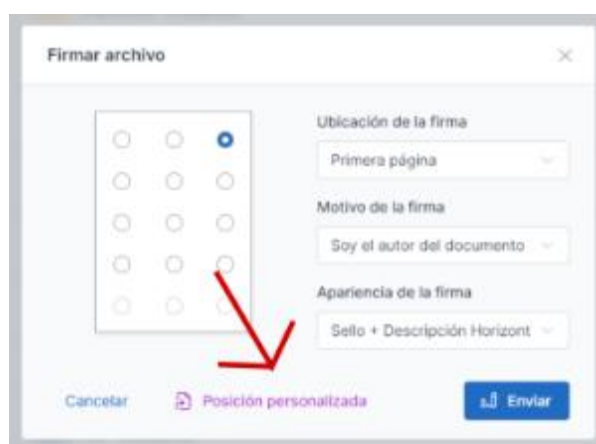 Firmar archivo
Ubicación de la firma
Primera página
Motivo de la firma
Soy el autor del documento
Apariencia de la firma
Sello + Descripción Horizont
Cancelar
Posición personalizada
Enviar